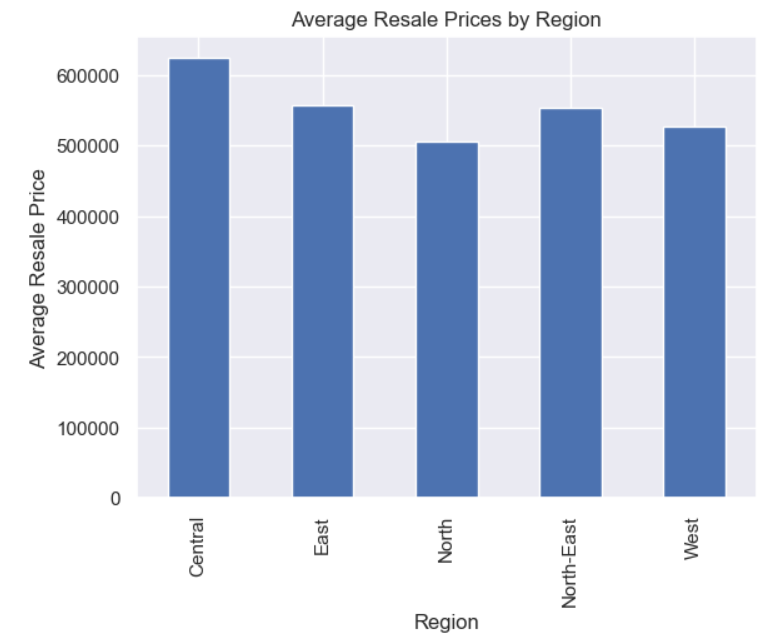 Average Resale Prices by Region
Average Resale Price
600000
500000
400000
300000
200000
100000
0
Central
East
North
North-East
West
Region